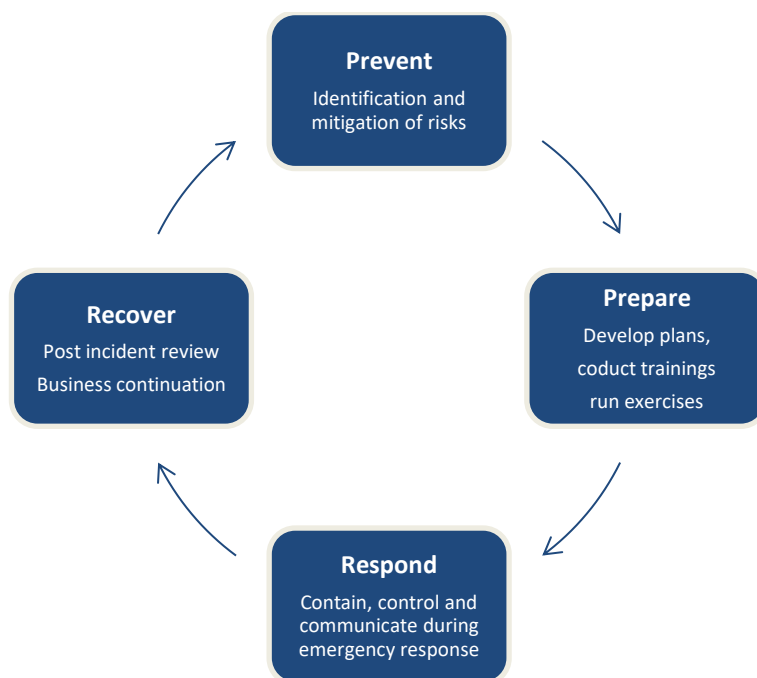 Prevent
Identification and
mitigation of risks
Prepare
Develop plans,
coduct trainings
run exercises
Respond
Contain, control and
communicate during
emergency response
Recover
Post incident review
Business continuation